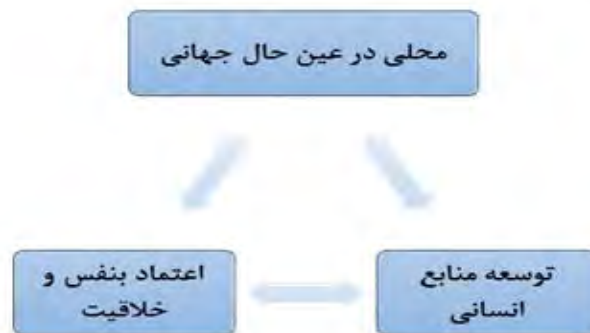 محلی در عین حال جهانی
توسعه منابع
انسانی
اعتماد بنفس و
خلاقیت